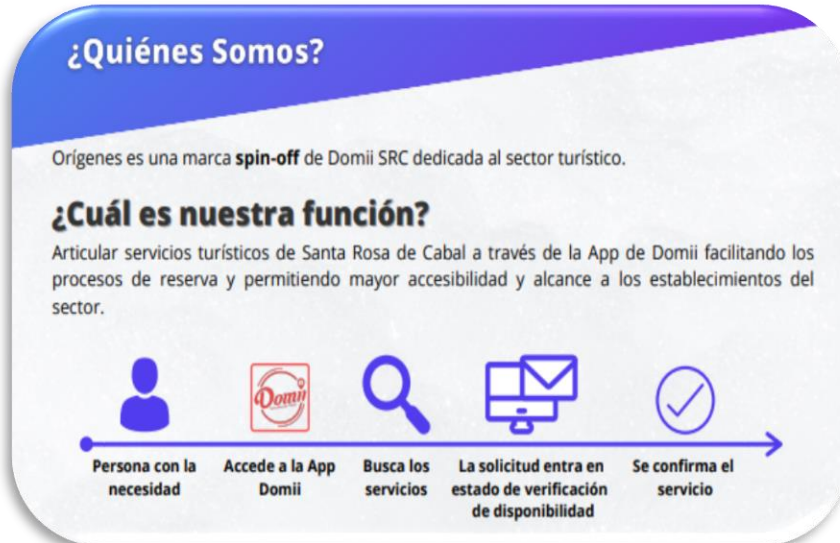 ¿Quiénes Somos?
Orígenes es una marca spin-off de Domii SRC dedicada al sector turístico.
¿Cuál es nuestra función?
Articular servicios turísticos de Santa Rosa de Cabal a través de la App de Domii facilitando los
procesos de reserva y permitiendo mayor accesibilidad y alcance a los establecimientos del
sector.
Domii
Persona con la
necesidad
Accede a la App
Domii
Busca los
servicios
La solicitud entra en
estado de verificación
de disponibilidad
Se confirma el
servicio